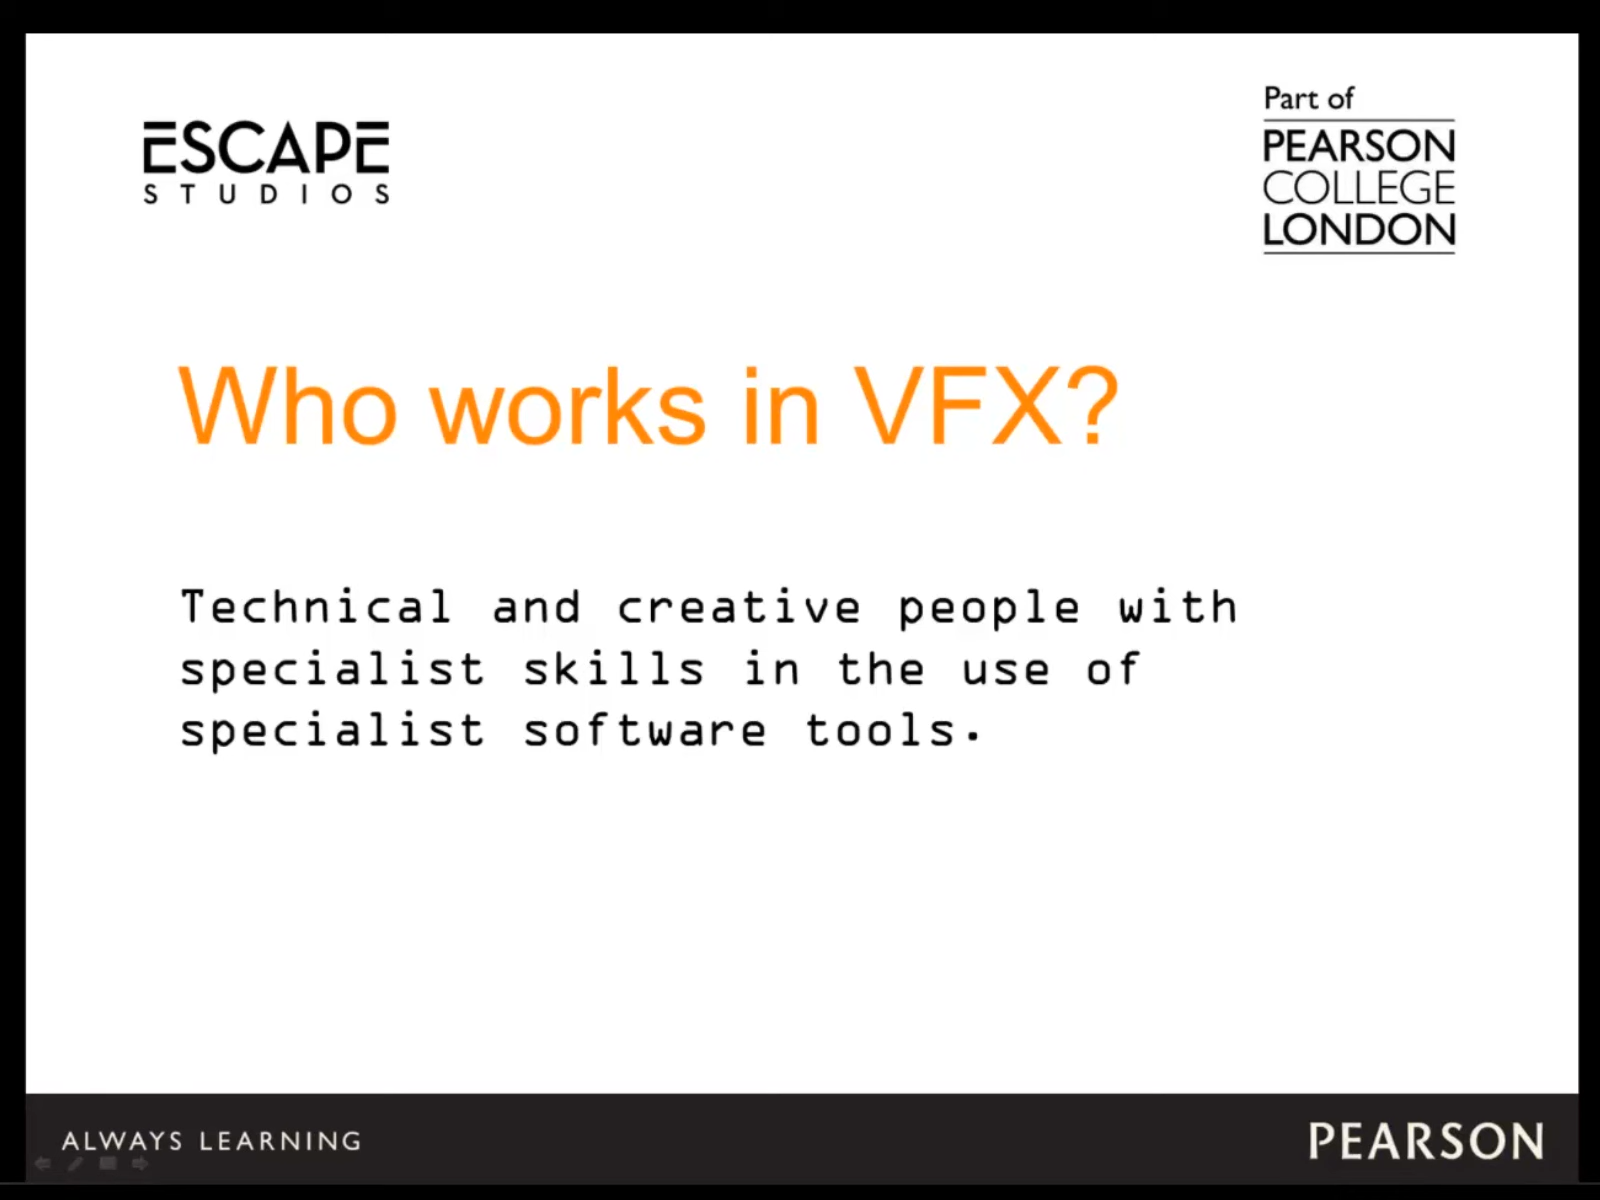 ESCAPE
STUDIOS
Part of
PEARSON
COLLEGE
LONDON
Who works in VFX?
Technical and creative people with
specialist skills in the use of
specialist software tools.
ALWAYS LEARNING
PEARSON